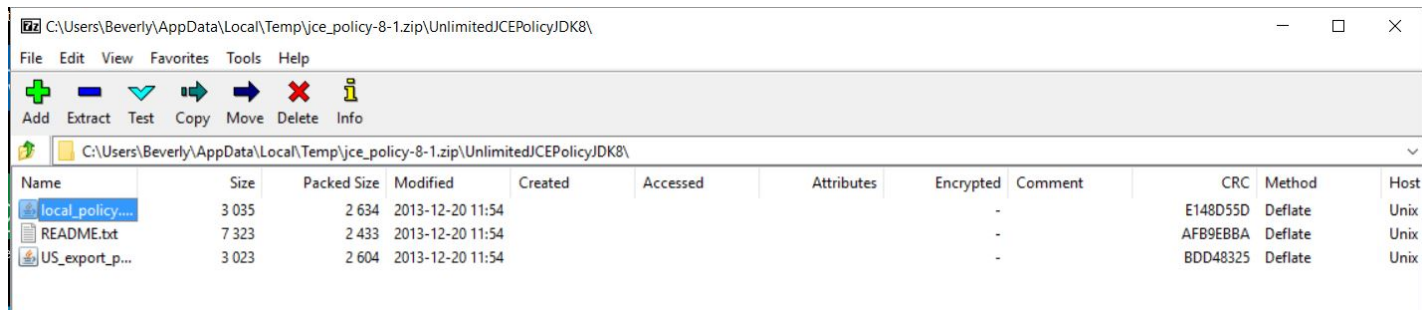 C:\Users\Beverly\AppData\Local\Temp\jce_policy-8-1.zip\UnlimitedJCEPolicyJDK8\
File Edit View Favorites Tools Help
Add Extract Test Copy Move Delete Info
C:\Users\Beverly\AppData\Local\Temp\jce_policy-8-1.zip\UnlimitedJCEPolicyJDK8\
Name Size Packed Size Modified Created Accessed Attributes Encrypted Comment CRC Method Host
local_policy.... 3 035 2 634 2013-12-20 11:54 - E148D55D Deflate Unix
README.txt 7 323 2 433 2013-12-20 11:54 - AFB9EBBA Deflate Unix
US_export_p... 3 023 2 604 2013-12-20 11:54 - BDD48325 Deflate Unix